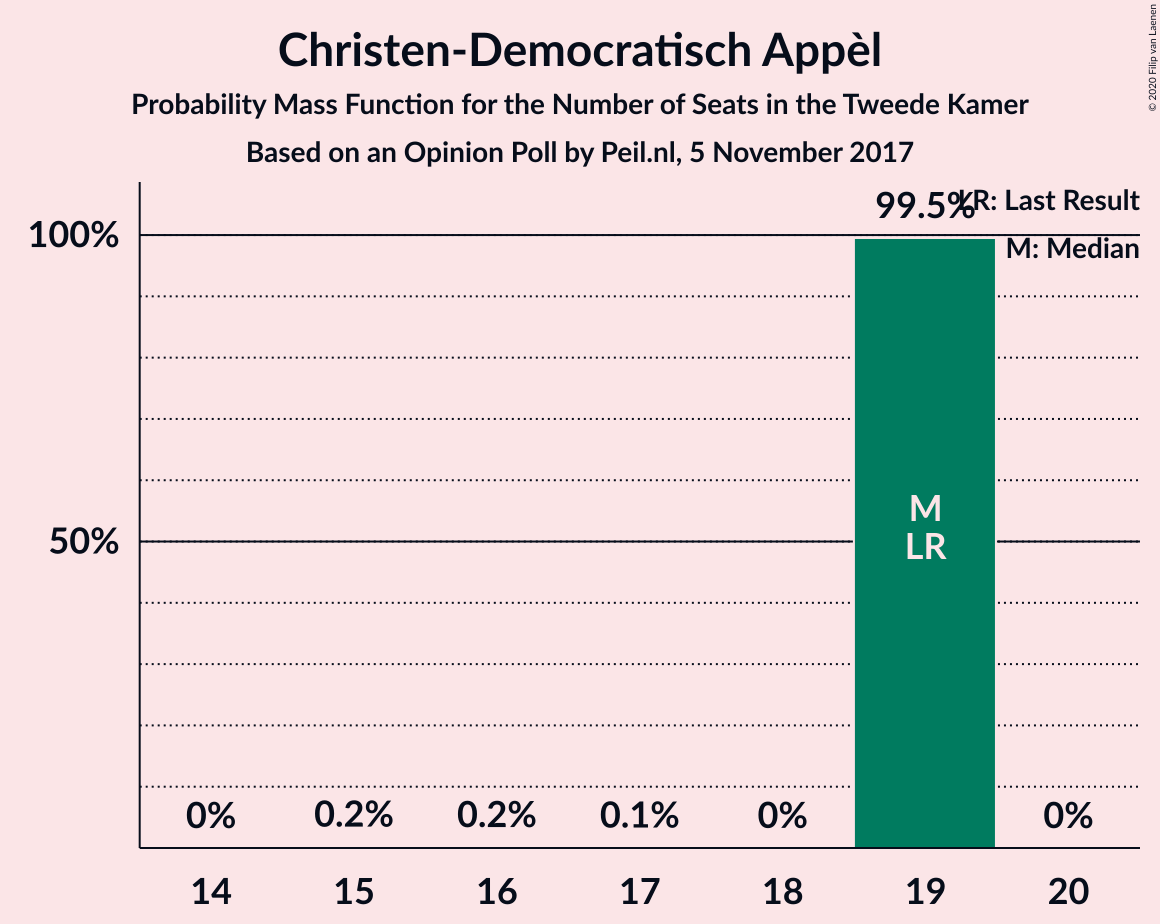 Christen-Democratisch Appèl
Probability Mass Function for the Number of Seats in the Tweede Kamer
Based on an Opinion Poll by Peil.nl, 5 November 2017
© 2020 Filip van Laenen
LR: Last Result
M: Median
100%
50%
0%
0.2%
0.2%
0.1%
0%
99.5%
0%
M
LR
14
15
16
17
18
19
20